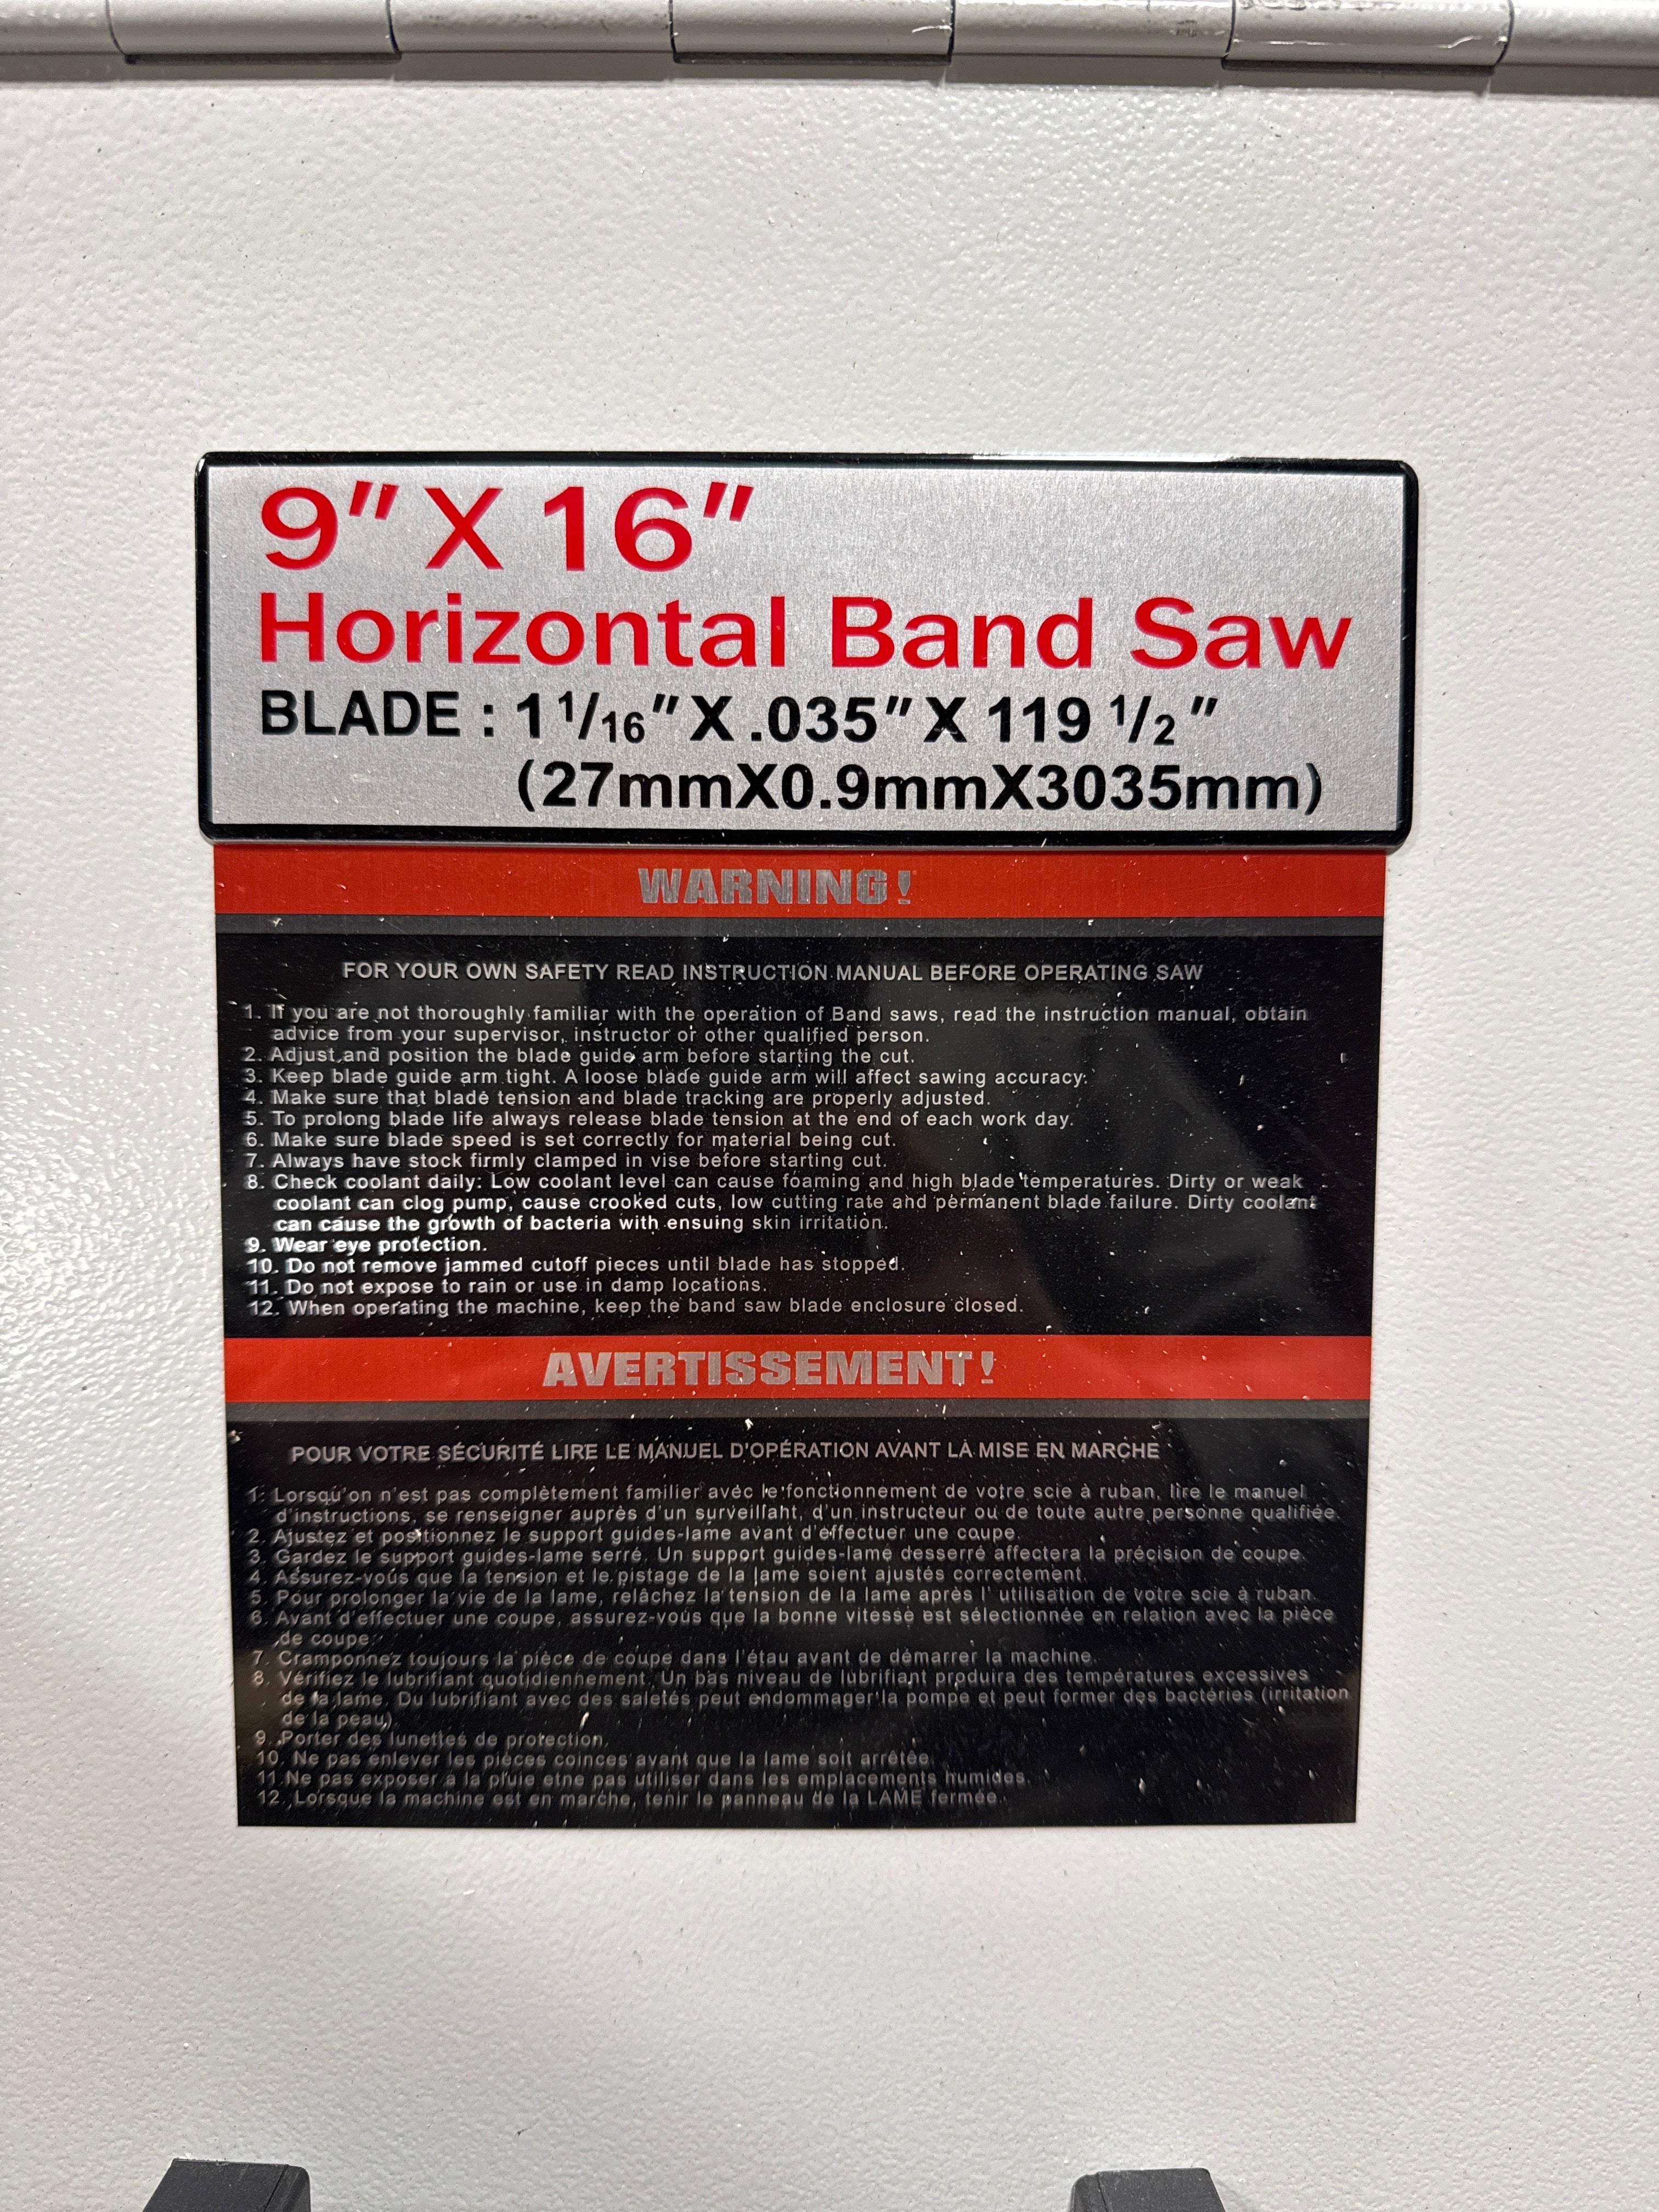 9" X 16"
Horizontal Band Saw
BLADE : 1 1/16" X .035" X 119 1/2"
(27mmX0.9mmX3035mm)
WARNING!
FOR YOUR OWN SAFETY READ INSTRUCTION MANUAL BEFORE OPERATING SAW
1. If you are not thoroughly familiar with the operation of Band saws, read the instruction manual, obtain
advice from your supervisor, instructor or other qualified person.
2. Adjust and position the blade guide arm before starting the cut.
3. Keep blade guide arm tight. A loose blade guide arm will affect sawing accuracy.
4. Make sure that blade tension and blade tracking are properly adjusted.
5. To prolong blade life always release blade tension at the end of each work day.
6. Make sure blade speed is set correctly for material being cut.
7. Always have stock firmly clamped in vise before starting cut.
8. Check coolant daily: Low coolant level can cause foaming and high blade temperatures. Dirty or weak
coolant can clog pump, cause crooked cuts, low cutting rate and permanent blade failure. Dirty coolant
can cause the growth of bacteria with ensuing skin irritation.
9. Wear eye protection.
10. Do not remove jammed cutoff pieces until blade has stopped.
11. Do not expose to rain or use in damp locations.
12. When operating the machine, keep the band saw blade enclosure closed.
AVERTISSEMENT!
POUR VOTRE SÉCURITÉ LIRE LE MANUEL D'OPÉRATION AVANT LA MISE EN MARCHE
1. Lorsqu'on n'est pas complètement familier avec le fonctionnement de votre scie à ruban, lire le manuel
d'instructions, se renseigner auprès d'un surveillant, d'un instructeur ou de toute autre personne qualifiée.
2. Ajustez et positionnez le support guides-lame avant d'effectuer une coupe.
3. Gardez le support guides-lame serré. Un support guides-lame desserré affectera la précision de coupe.
4. Assurez-vous que la tension et le pistage de la lame soient ajustés correctement.
5. Pour prolonger la vie de la lame, relâchez la tension de la lame après l' utilisation de votre scie à ruban.
6. Avant d'effectuer une coupe, assurez-vous que la bonne vitesse est sélectionnée en relation avec la pièce
de coupe.
7. Cramponnez toujours la pièce de coupe dans l'étau avant de démarrer la machine.
8. Vérifiez le lubrifiant quotidiennement. Un bas niveau de lubrifiant produira des températures excessives
de la lame. Du lubrifiant avec des saletés peut endommager la pompe et peut former des bactéries (irritation
de la peau)
9. Porter des lunettes de protection.
10. Ne pas enlever les pièces coinces avant que la lame soit arrêtée.
11. Ne pas exposer a la pluie etne pas utiliser dans les emplacements humides.
12. Lorsque la machine est en marche, tenir le panneau de la LAME fermée.